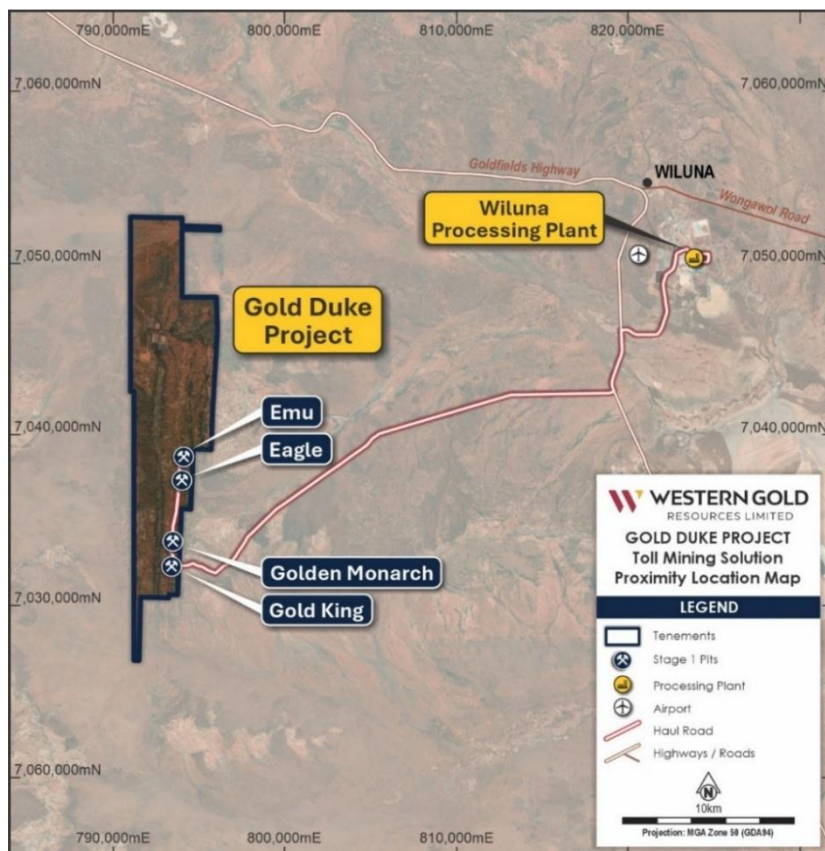 790,000mE
800,000mE
810,000mE
820,000mE
7,060,000mN
7,060,000mN
Goldfields Highway
WILUNA
Wongawol Road
Wiluna
Processing Plant
7,050,000mN
7,050,000mN
Gold Duke
Project
Emu
Eagle
7,040,000mN
7,040,000mN
Golden Monarch
Gold King
7,030,000mN
7,060,000mN
790,000mE
800,000mE
810,000mE
WESTERN GOLD
RESOURCES LIMITED
GOLD DUKE PROJECT
Toll Mining Solution
Proximity Location Map
LEGEND
Tenements
Stage 1 Pits
Processing Plant
Airport
Haul Road
Highways / Roads
N
10km
Projection: MGA Zone 50 (GDA94)
820,000mE